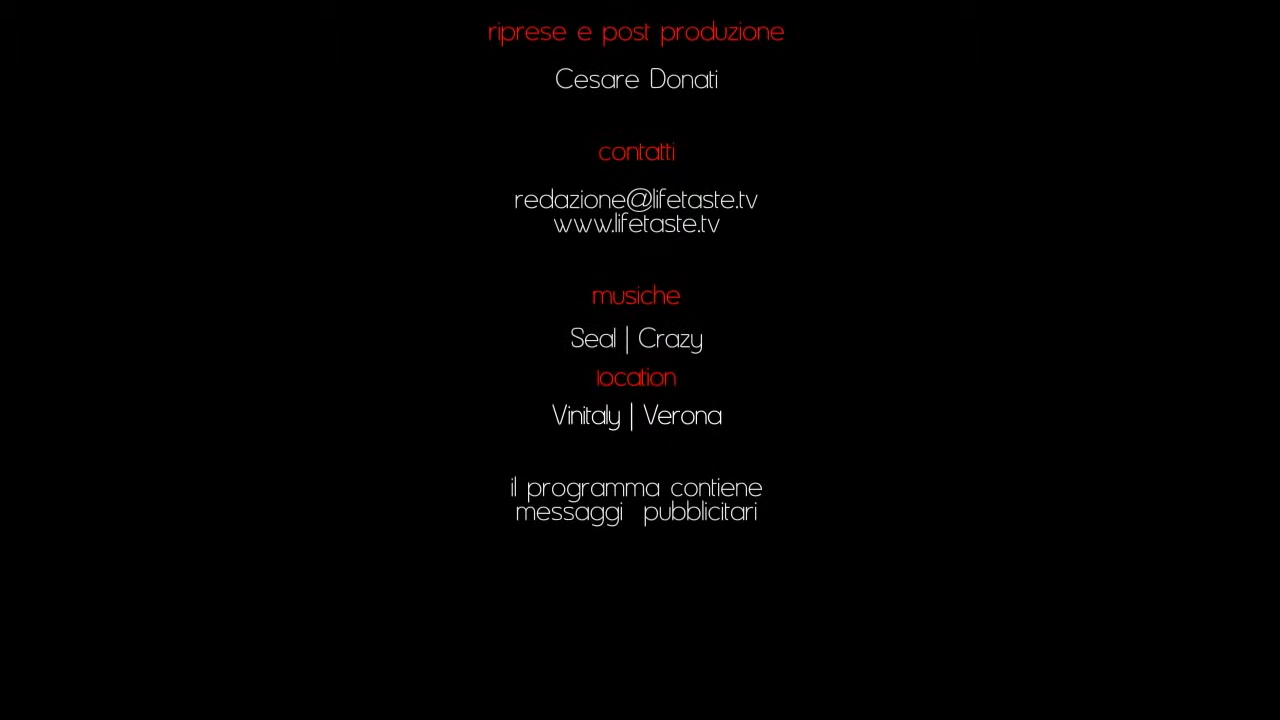 riprese e post produzione
Cesare Donati
contatti
redazione@lifetaste.tv
www.lifetaste.tv
musiche
Seal | Crazy
location
Vinitaly | Verona
il programma contiene
messaggi pubblicitari